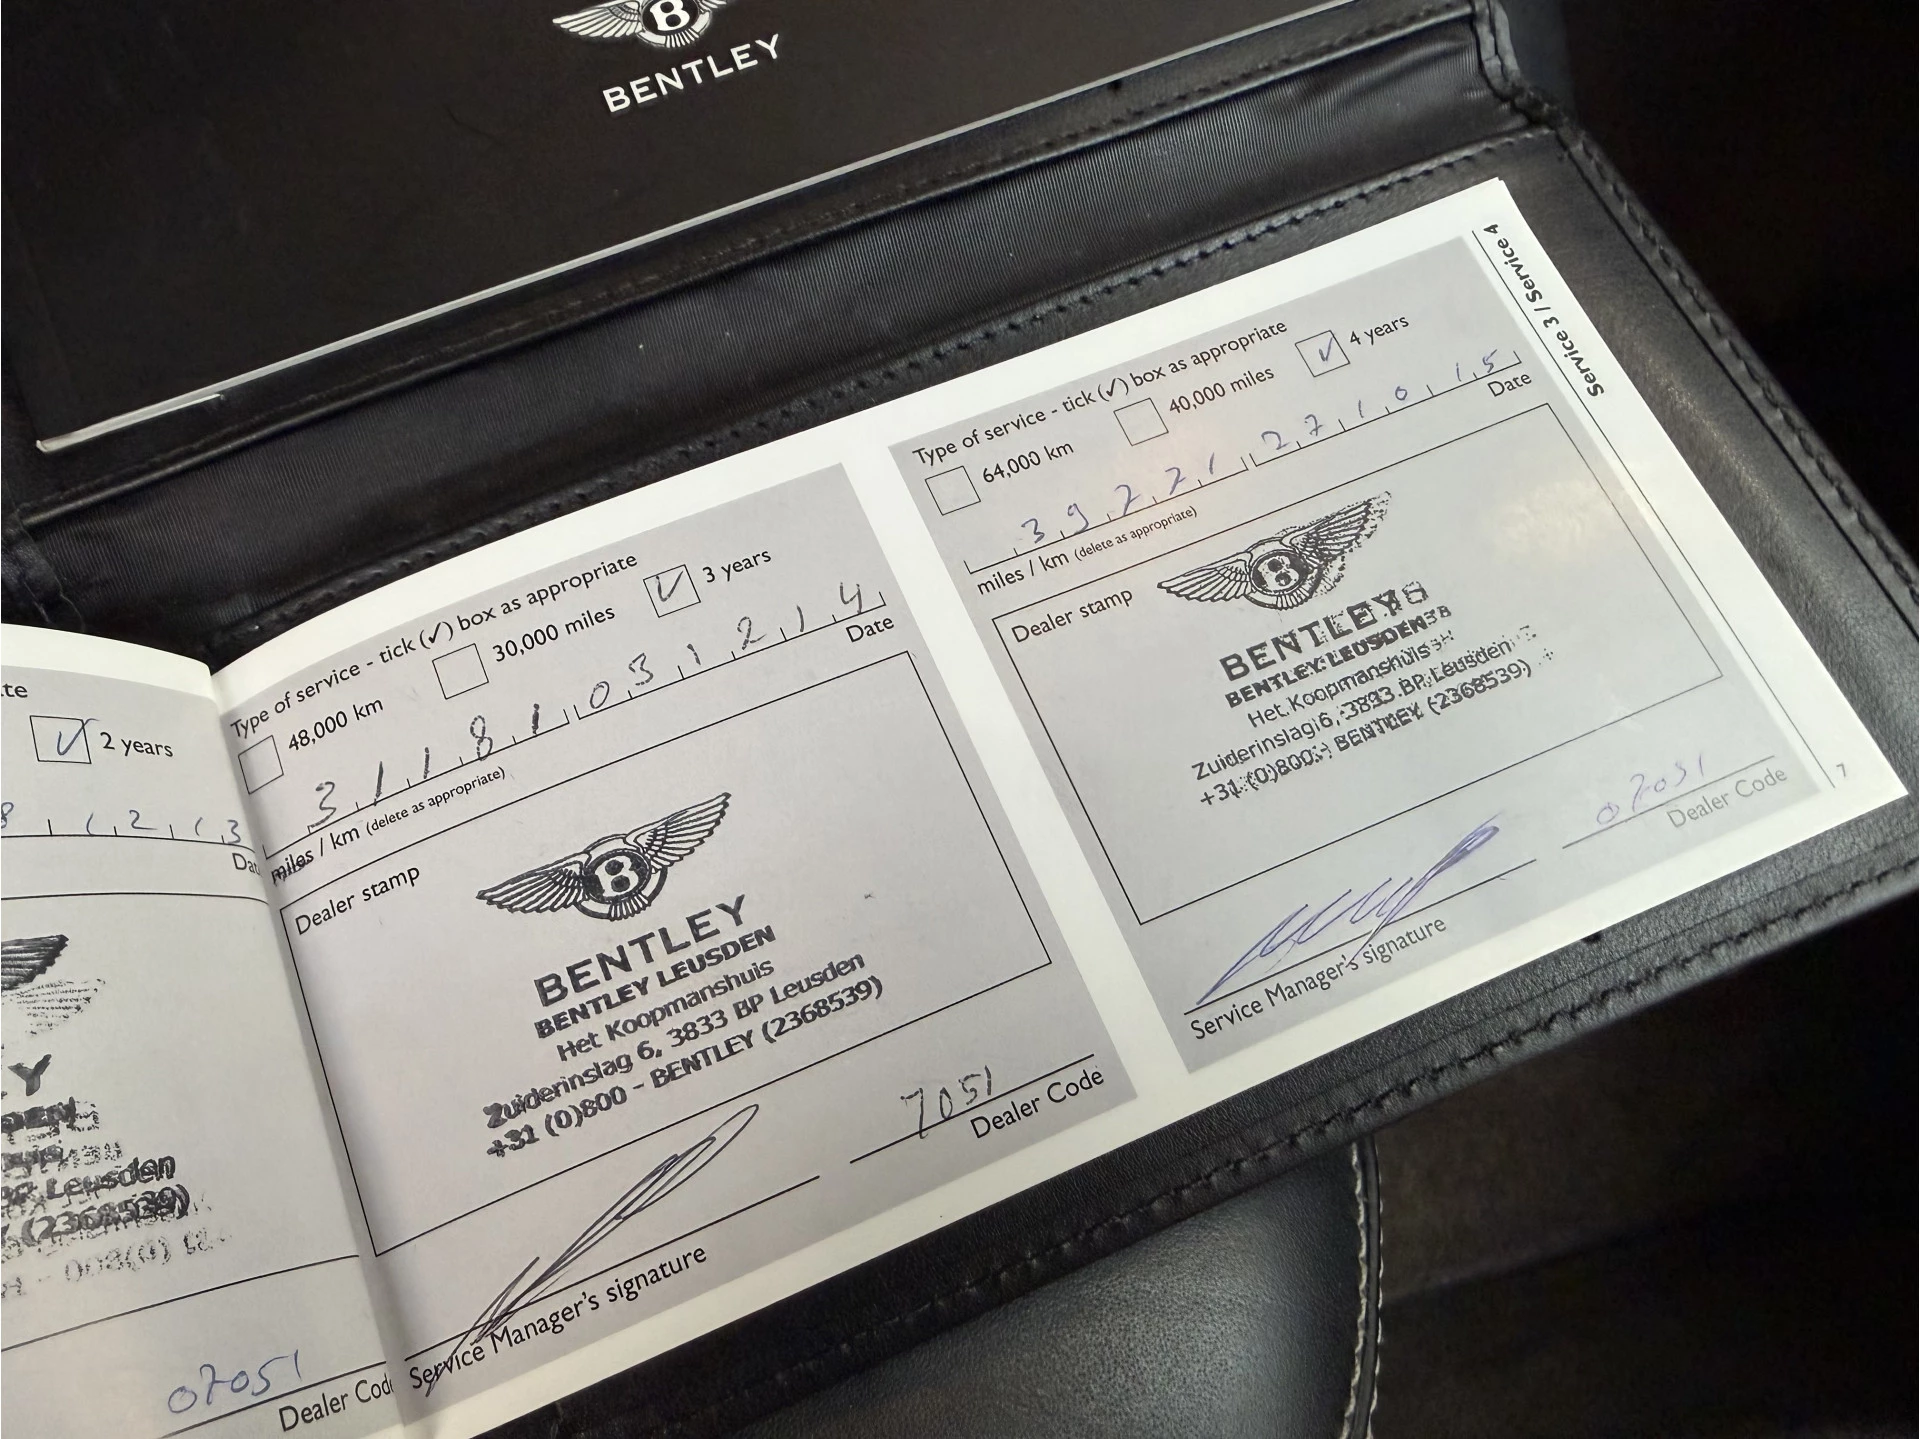 BENTLEY
Service 3 / Service 4
2 years
1 2 1 3
07051
Dealer
Type of service - tick (✓) box as appropriate
48,000 km
30,000 miles
✓ 3 years
3 1 1 8 1
0 3 1 2 1 4
miles / km (delete as appropriate)
Date
Dealer stamp
B
BENTLEY
BENTLEY LEUSDEN
Het Koopmanshuis
Zuiderinslag 6, 3833 BP Leusden
+31 (0)800 - BENTLEY (2368539)
7051
Service Manager's signature
Dealer Code
Type of service - tick (✓) box as appropriate
64,000 km
40,000 miles
✓ 4 years
3 9 7 7 1
2 7 1 0 1 5
miles / km (delete as appropriate)
Date
Dealer stamp
B
BENTLEY
BENTLEY LEUSDEN
Het Koopmanshuis
Zuiderinslag 6, 3833 BP Leusden
+31 (0)800 - BENTLEY (2368539)
07051
Service Manager's signature
Dealer Code
7